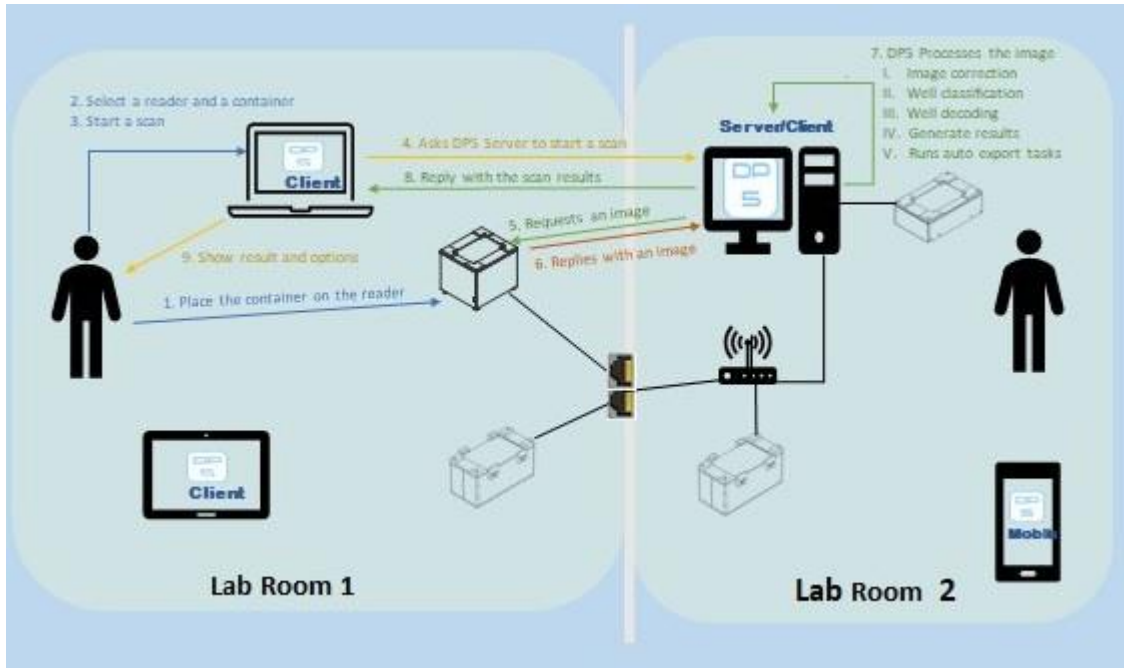 2. Select a reader and a container
3. Start a scan
DP
S
Client
4. Asks DPS Server to start a scan
8. Reply with the scan results
Server/Client
DP
S
7. DPS Processes the image
I. Image correction
II. Well classification
III. Well decoding
IV. Generate results
V. Runs auto export tasks
5. Requests an image
6. Replies with an image
9. Show result and options
1. Place the container on the reader
DP
S
Client
DP
S
Mobile
Lab Room 1
Lab Room 2